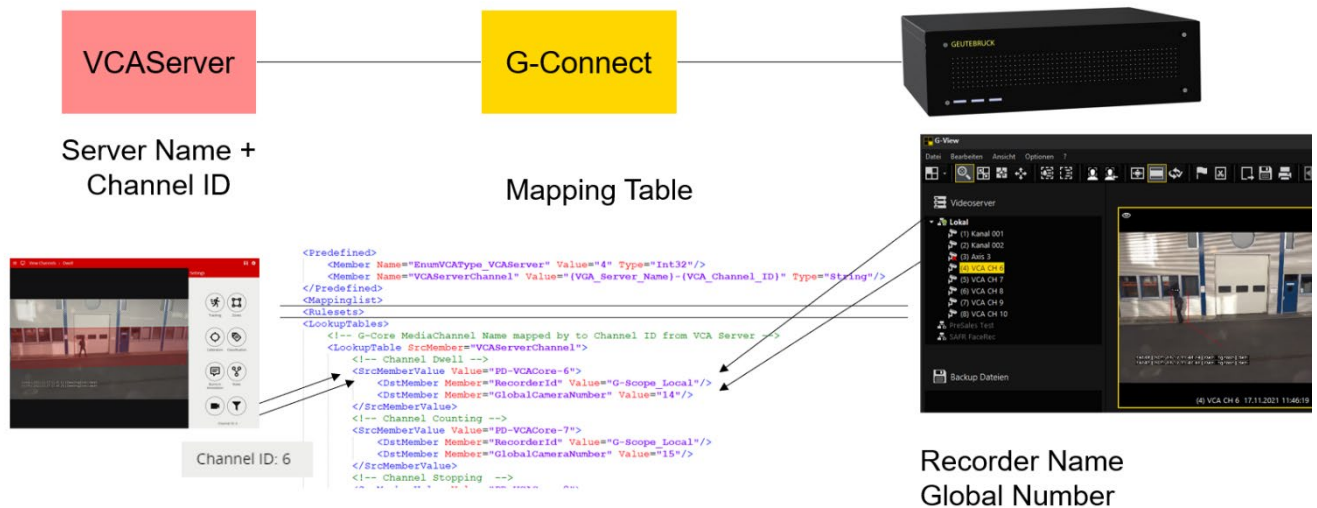 VCAServer
G-Connect
GEUTEBRUCK
Server Name +
Channel ID
Mapping Table
View Channels
Dwell
Settings
Channel ID: 6
<Predefined>
<Member Name="EnumVCAType_VCAServer" Value="4" Type="Int32"/>
<Member Name="VCAServerChannel" Value="{VGA_Server_Name}-{VCA_Channel_ID}" Type="String"/>
</Predefined>
<Mappinglist>
<Rulesets>
<LookupTables>
<!-- G-Core MediaChannel Name mapped by to Channel ID from VCA Server -->
<LookupTable SrcMember="VCAServerChannel">
<!-- Channel Dwell -->
<SrcMemberValue Value="PD-VCACore-6">
<DstMember Member="RecorderId" Value="G-Scope_Local"/>
<DstMember Member="GlobalCameraNumber" Value="14"/>
</SrcMemberValue>
<!-- Channel Counting -->
<SrcMemberValue Value="PD-VCACore-7">
<DstMember Member="RecorderId" Value="G-Scope_Local"/>
<DstMember Member="GlobalCameraNumber" Value="15"/>
</SrcMemberValue>
<!-- Channel Stopping -->
G-View
Datei Bearbeiten Ansicht Optionen ?
Videoserver
Lokal
(1) Kanal 001
(2) Kanal 002
(3) Axis 3
(4) VCA CH 6
(5) VCA CH 7
(6) VCA CH 8
(7) VCA CH 9
(8) VCA CH 10
PreSales Test
SAFR FaceRec
Backup Dateien
(4) VCA CH 6 17.11.2021 11:46:19
Recorder Name
Global Number